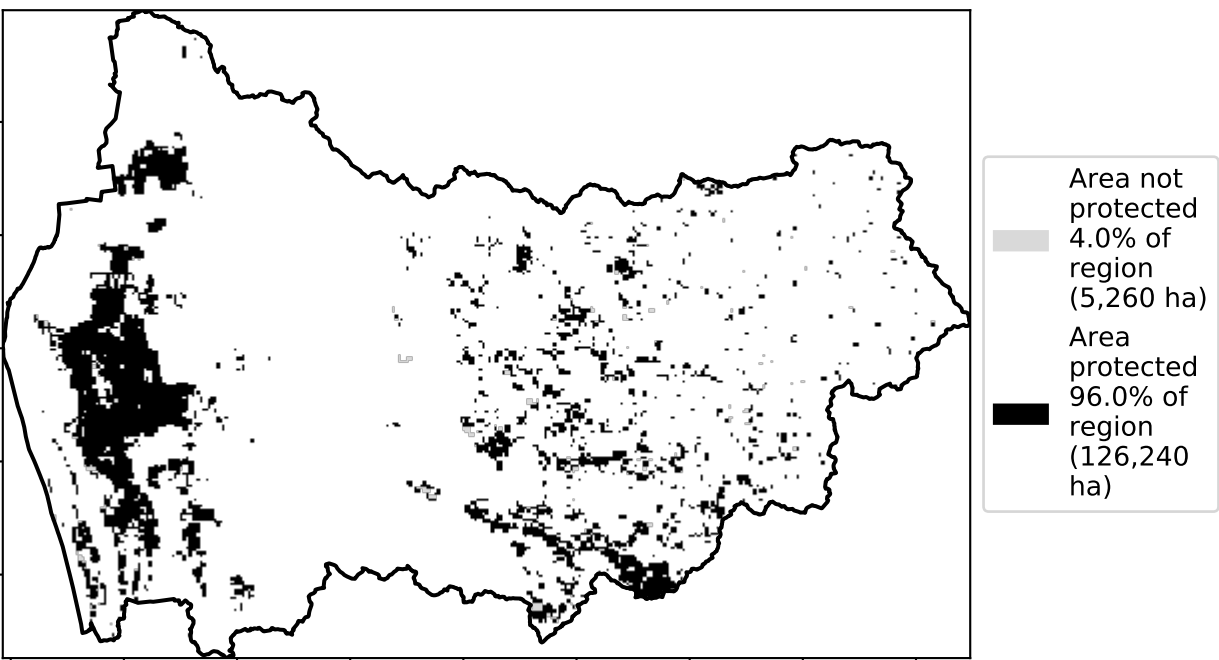 Area not
protected
4.0% of
region
(5,260 ha)
Area
protected
96.0% of
region
(126,240
ha)